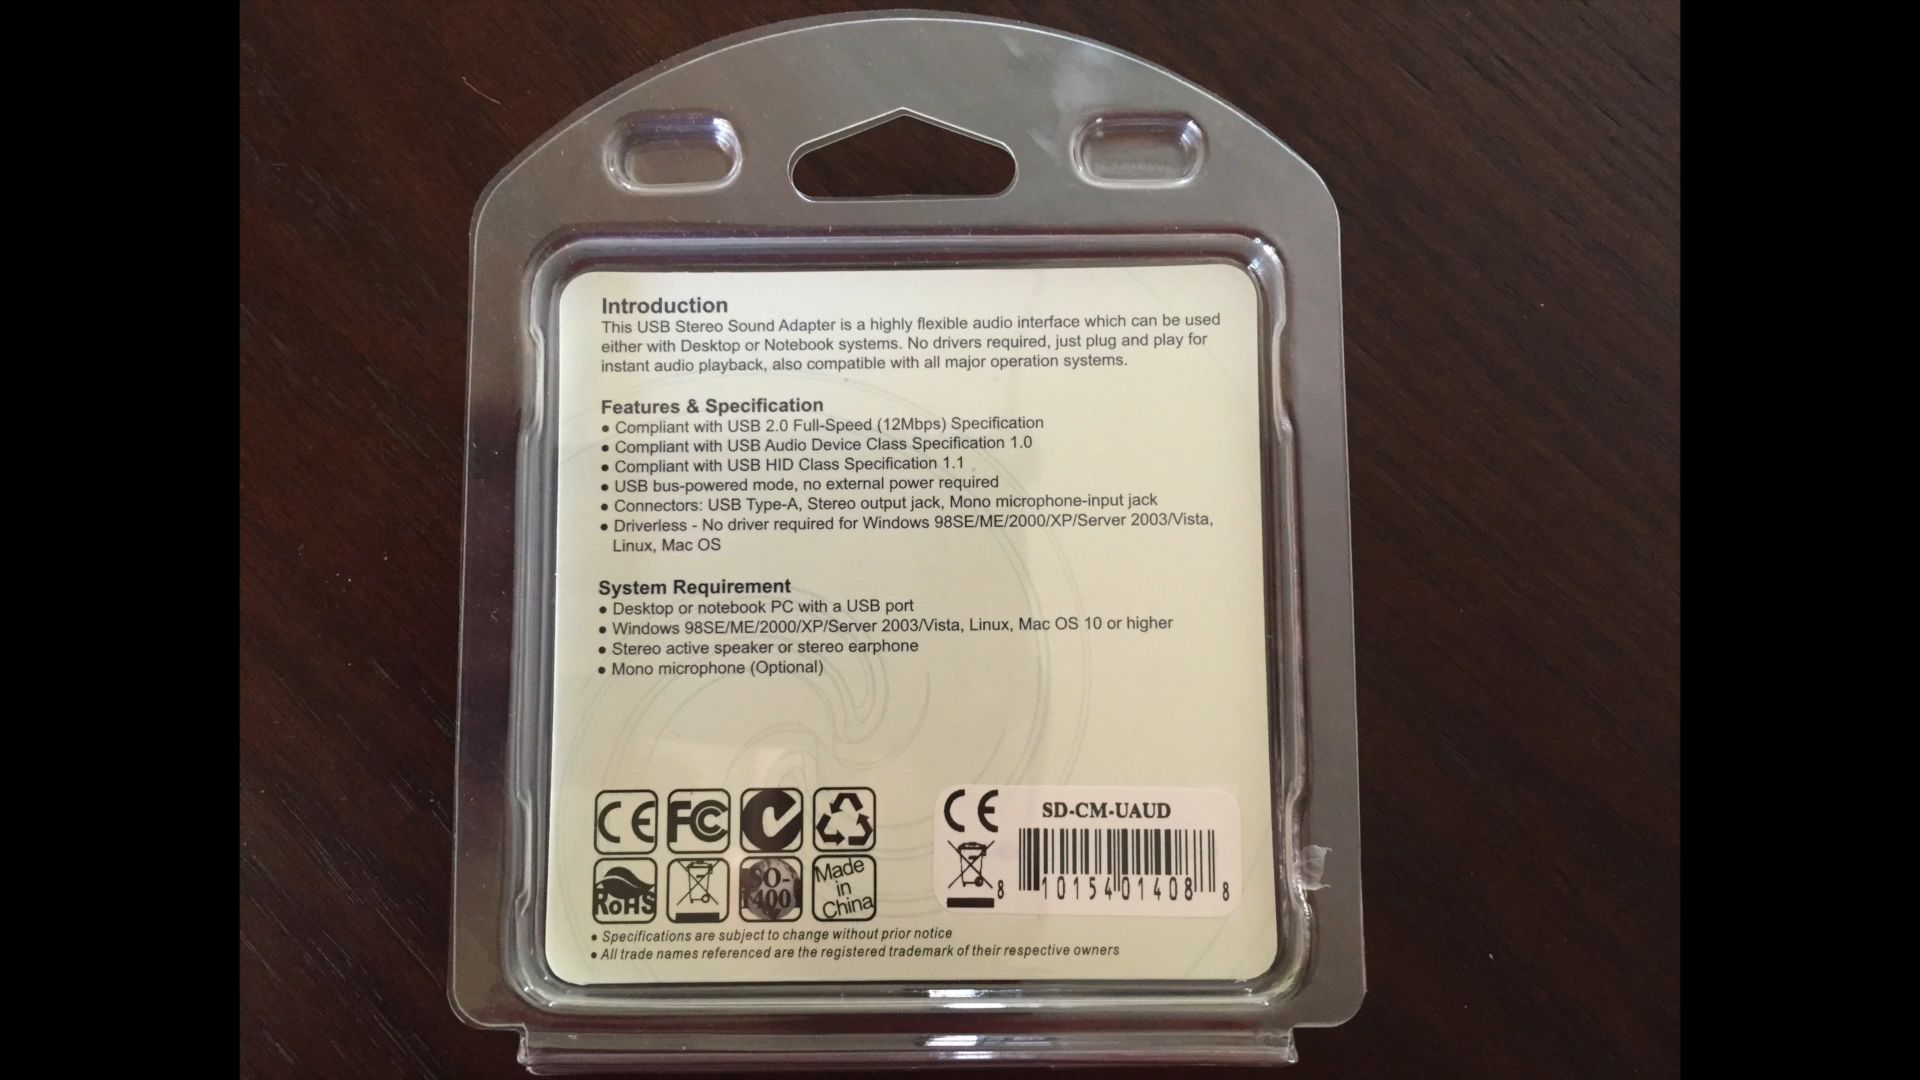 Introduction
This USB Stereo Sound Adapter is a highly flexible audio interface which can be used
either with Desktop or Notebook systems. No drivers required, just plug and play for
instant audio playback, also compatible with all major operation systems.
Features & Specification
● Compliant with USB 2.0 Full-Speed (12Mbps) Specification
● Compliant with USB Audio Device Class Specification 1.0
● Compliant with USB HID Class Specification 1.1
● USB bus-powered mode, no external power required
● Connectors: USB Type-A, Stereo output jack, Mono microphone-input jack
● Driverless - No driver required for Windows 98SE/ME/2000/XP/Server 2003/Vista,
Linux, Mac OS
System Requirement
● Desktop or notebook PC with a USB port
● Windows 98SE/ME/2000/XP/Server 2003/Vista, Linux, Mac OS 10 or higher
● Stereo active speaker or stereo earphone
● Mono microphone (Optional)
CE FC
CE SD-CM-UAUD
RoHS
ISO-
1400
Made
in
China
8 10154 01408 8
● Specifications are subject to change without prior notice
● All trade names referenced are the registered trademark of their respective owners